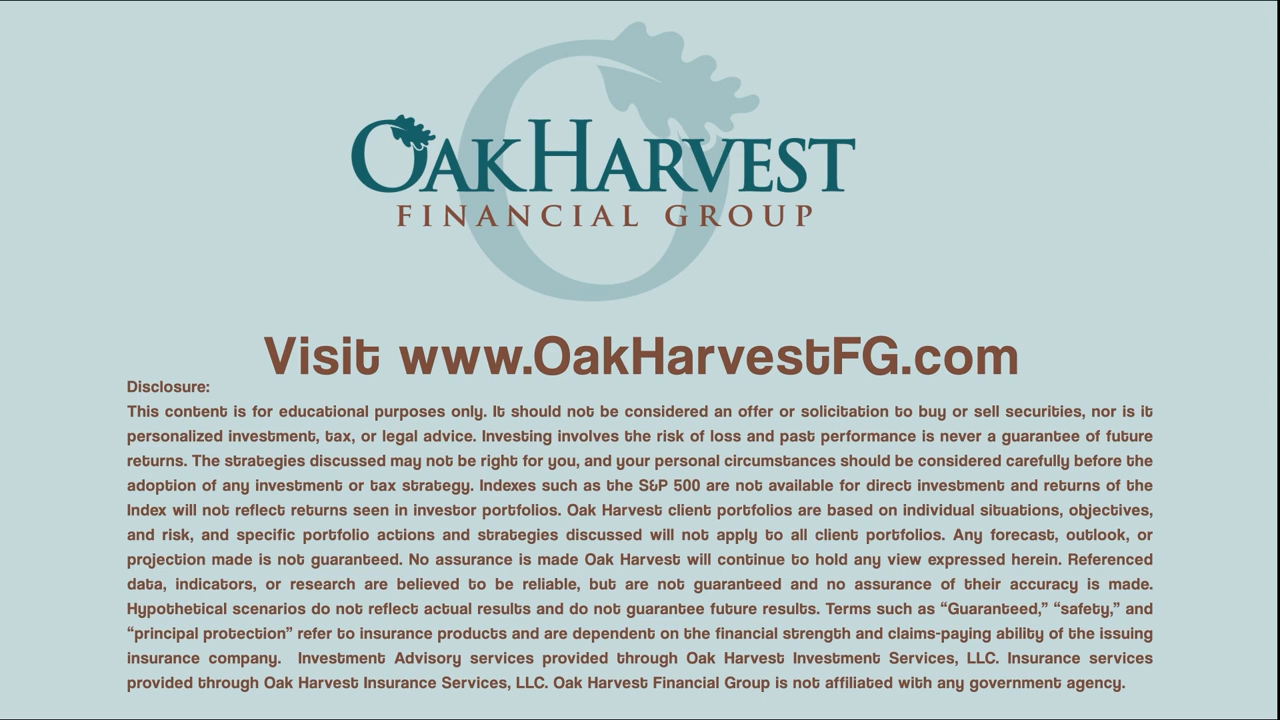 OAKHARVEST
FINANCIAL GROUP
Visit www.OakHarvestFG.com
Disclosure:
This content is for educational purposes only. It should not be considered an offer or solicitation to buy or sell securities, nor is it
personalized investment, tax, or legal advice. Investing involves the risk of loss and past performance is never a guarantee of future
returns. The strategies discussed may not be right for you, and your personal circumstances should be considered carefully before the
adoption of any investment or tax strategy. Indexes such as the S&P 500 are not available for direct investment and returns of the
Index will not reflect returns seen in investor portfolios. Oak Harvest client portfolios are based on individual situations, objectives,
and risk, and specific portfolio actions and strategies discussed will not apply to all client portfolios. Any forecast, outlook, or
projection made is not guaranteed. No assurance is made Oak Harvest will continue to hold any view expressed herein. Referenced
data, indicators, or research are believed to be reliable, but are not guaranteed and no assurance of their accuracy is made.
Hypothetical scenarios do not reflect actual results and do not guarantee future results. Terms such as “Guaranteed,” “safety,” and
“principal protection” refer to insurance products and are dependent on the financial strength and claims-paying ability of the issuing
insurance company. Investment Advisory services provided through Oak Harvest Investment Services, LLC. Insurance services
provided through Oak Harvest Insurance Services, LLC. Oak Harvest Financial Group is not affiliated with any government agency.